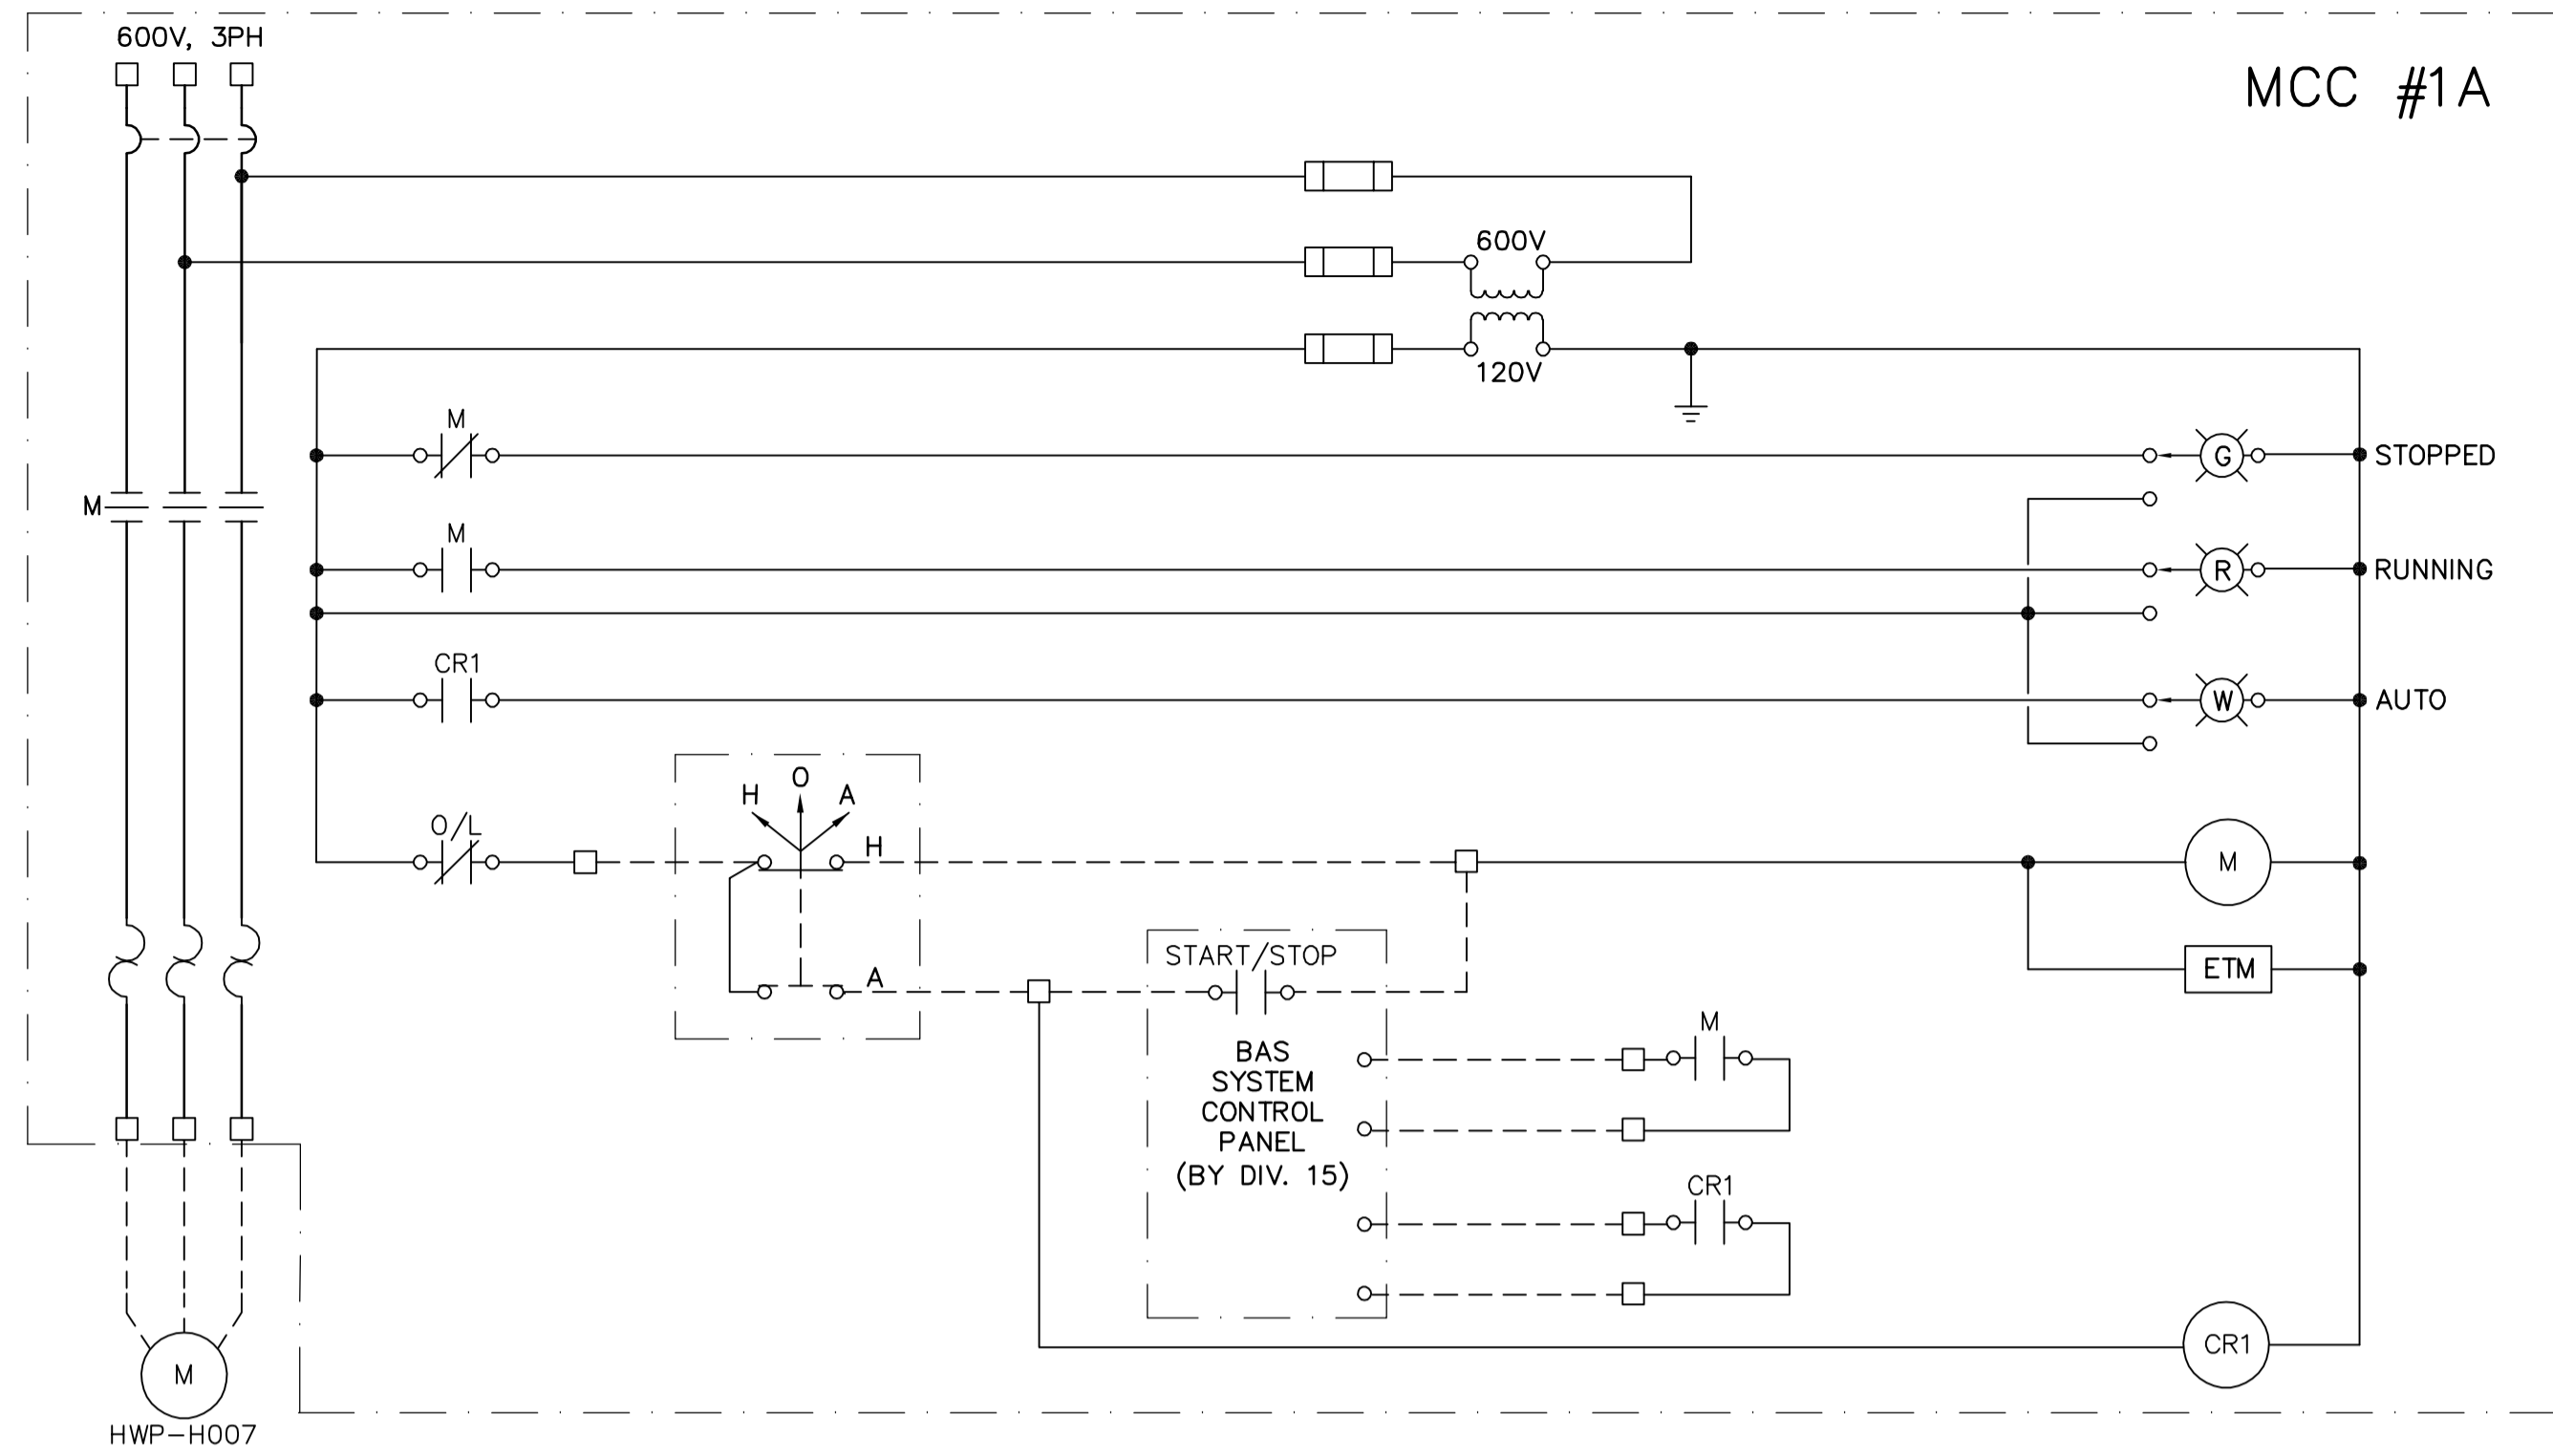 600V, 3PH
MCC #1A
600V
120V
M
G
STOPPED
M
M
R
RUNNING
CR1
W
AUTO
O
H
A
O/L
H
M
START/STOP
A
ETM
M
BAS
SYSTEM
CONTROL
PANEL
(BY DIV. 15)
CR1
CR1
M
HWP-H007